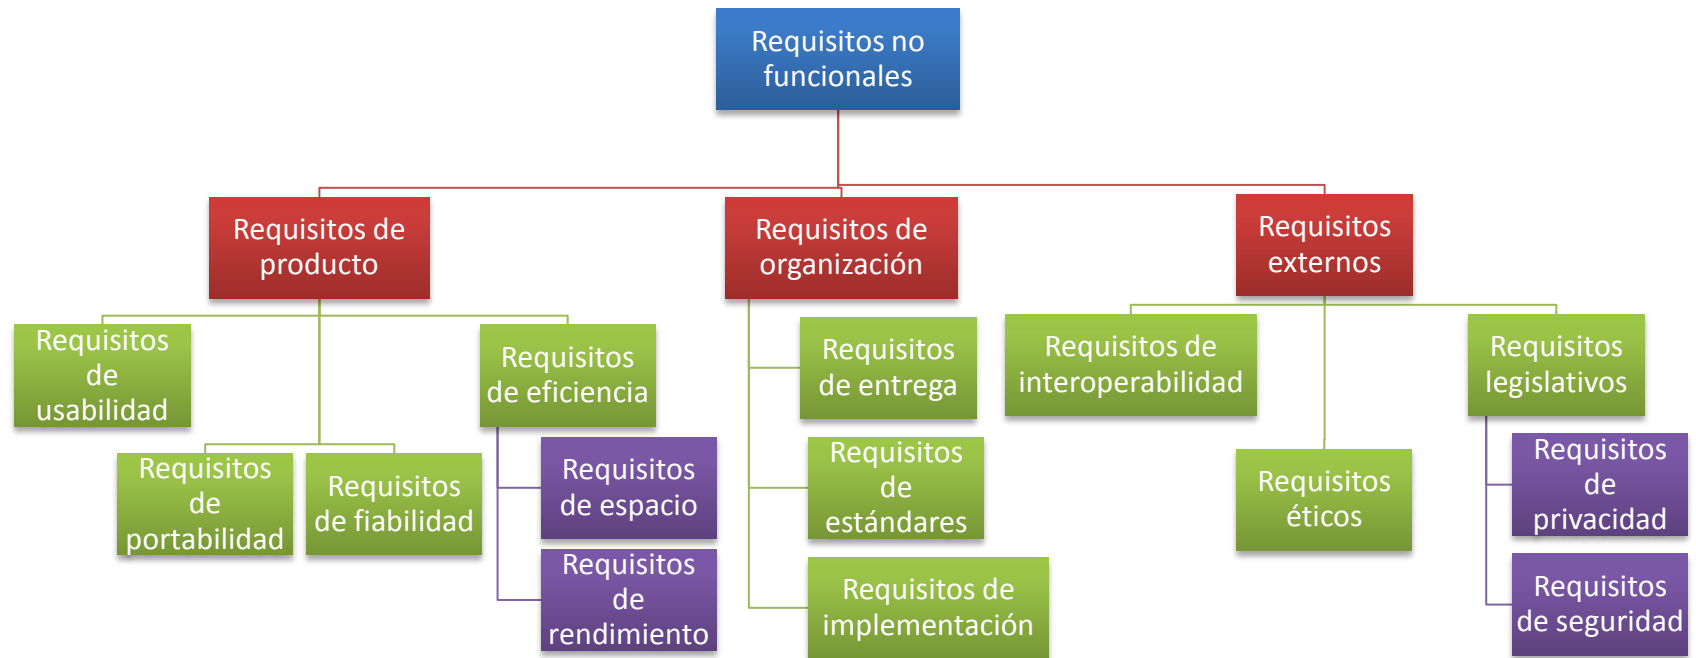 Requisitos no
funcionales
Requisitos de
producto
Requisitos de
organización
Requisitos
externos
Requisitos
de
usabilidad
Requisitos
de eficiencia
Requisitos
de
portabilidad
Requisitos
de fiabilidad
Requisitos
de espacio
Requisitos
de
rendimiento
Requisitos
de entrega
Requisitos
de
estándares
Requisitos de
implementación
Requisitos de
interoperabilidad
Requisitos
éticos
Requisitos
legislativos
Requisitos
de
privacidad
Requisitos
de seguridad